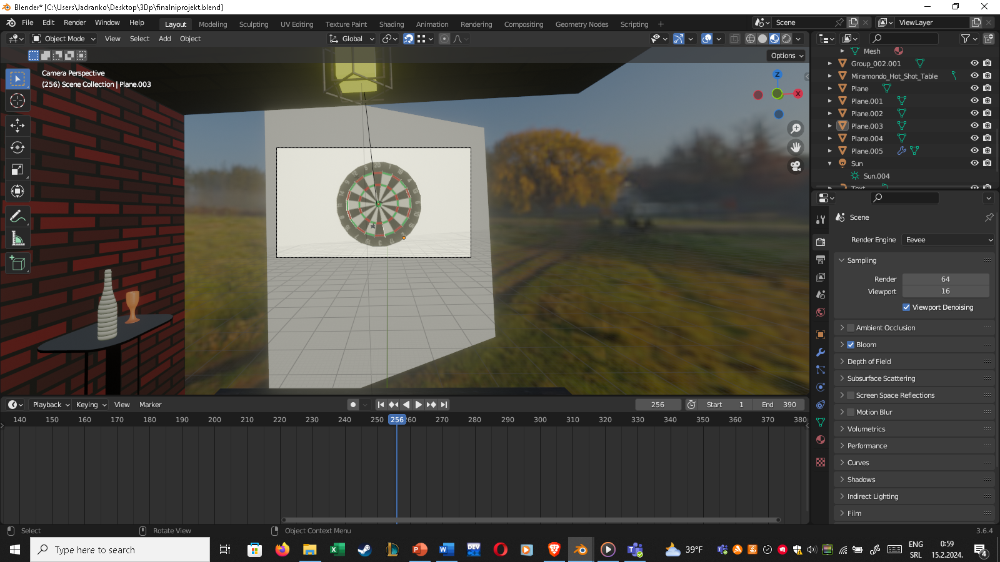 Blender* [C:\Users\Jadranko\Desktop\3Dp\finalniprojekt.blend]
File Edit Render Window Help Layout Modeling Sculpting UV Editing Texture Paint Shading Animation Rendering Compositing Geometry Nodes Scripting + Scene ViewLayer
Object Mode View Select Add Object Global
Options
Camera Perspective
(256) Scene Collection | Plane.003
Z
X
Mesh
Group_002.001
Miramondo_Hot_Shot_Table
Plane
Plane.001
Plane.002
Plane.003
Plane.004
Plane.005
Sun
Sun.004
Scene
Render Engine Eevee
Sampling
Render 64
Viewport 16
Viewport Denoising
Ambient Occlusion
Bloom
Depth of Field
Subsurface Scattering
Screen Space Reflections
Motion Blur
Volumetrics
Performance
Curves
Shadows
Indirect Lighting
Film
Playback Keying View Marker 256 Start 1 End 390
140 150 160 170 180 190 200 210 220 230 240 250 256 260 270 280 290 300 310 320 330 340 350 360 370 380
Select Rotate View Object Context Menu 3.6.4
Type here to search
DEV
39°F
ENG
SRL
0:59
15.2.2024.
4